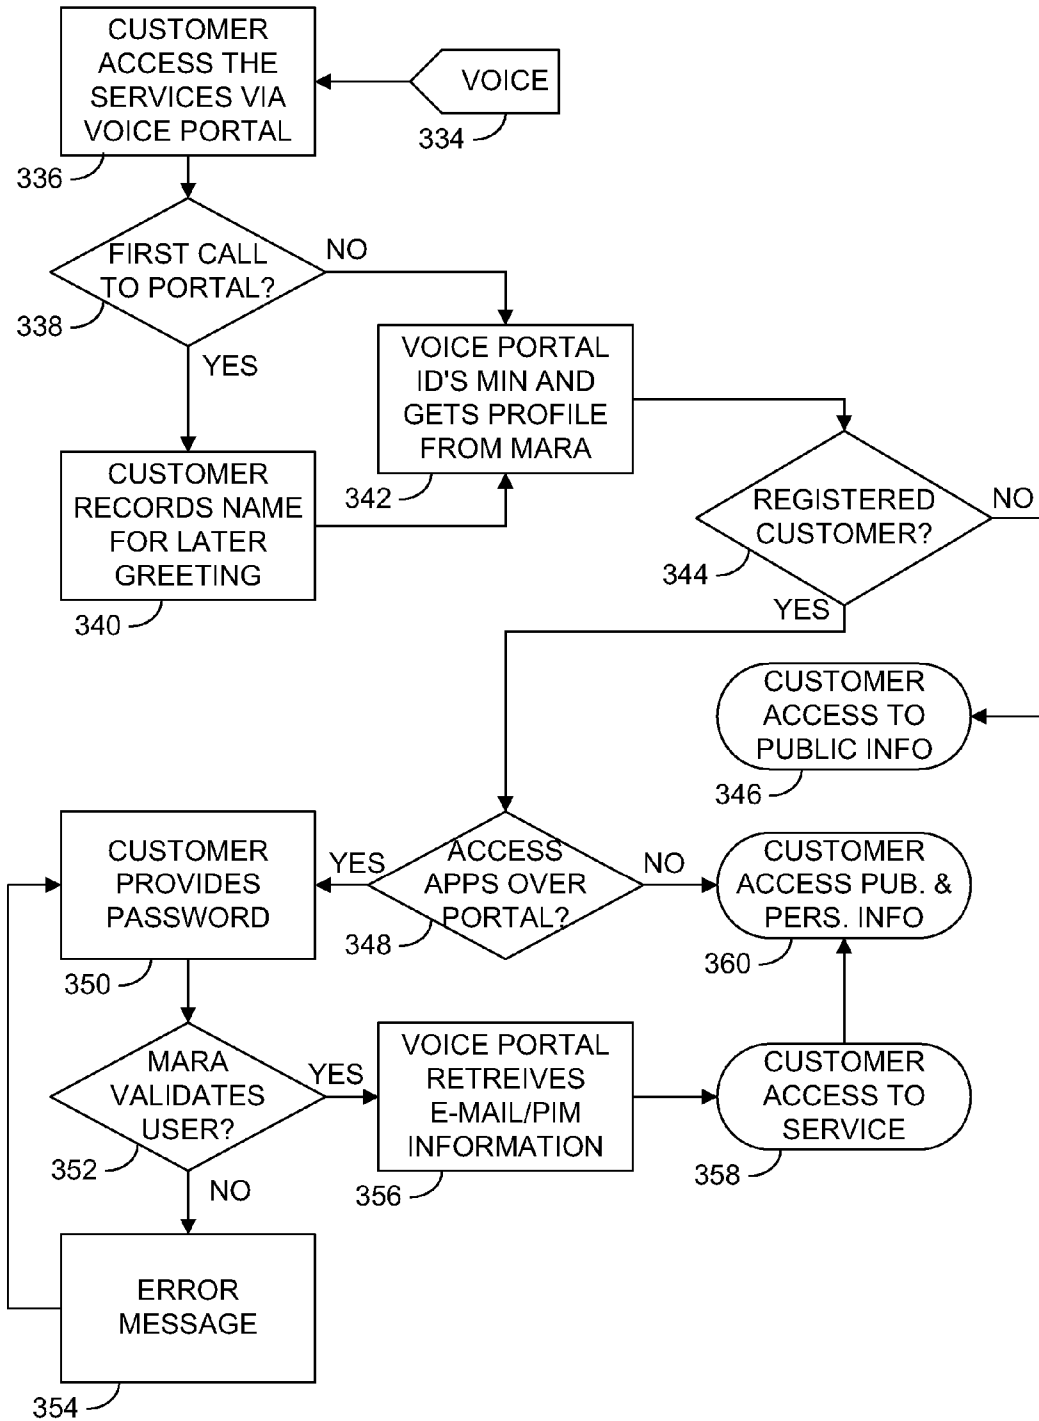 CUSTOMER
ACCESS THE
SERVICES VIA
VOICE PORTAL
336
VOICE
334
FIRST CALL
TO PORTAL?
338
NO
YES
VOICE PORTAL
ID'S MIN AND
GETS PROFILE
FROM MARA
342
CUSTOMER
RECORDS NAME
FOR LATER
GREETING
340
REGISTERED
CUSTOMER?
344
NO
YES
CUSTOMER
ACCESS TO
PUBLIC INFO
346
ACCESS
APPS OVER
PORTAL?
348
YES
NO
CUSTOMER
PROVIDES
PASSWORD
350
CUSTOMER
ACCESS PUB. &
PERS. INFO
360
MARA
VALIDATES
USER?
352
YES
NO
VOICE PORTAL
RETREIVES
E-MAIL/PIM
INFORMATION
356
CUSTOMER
ACCESS TO
SERVICE
358
ERROR
MESSAGE
354